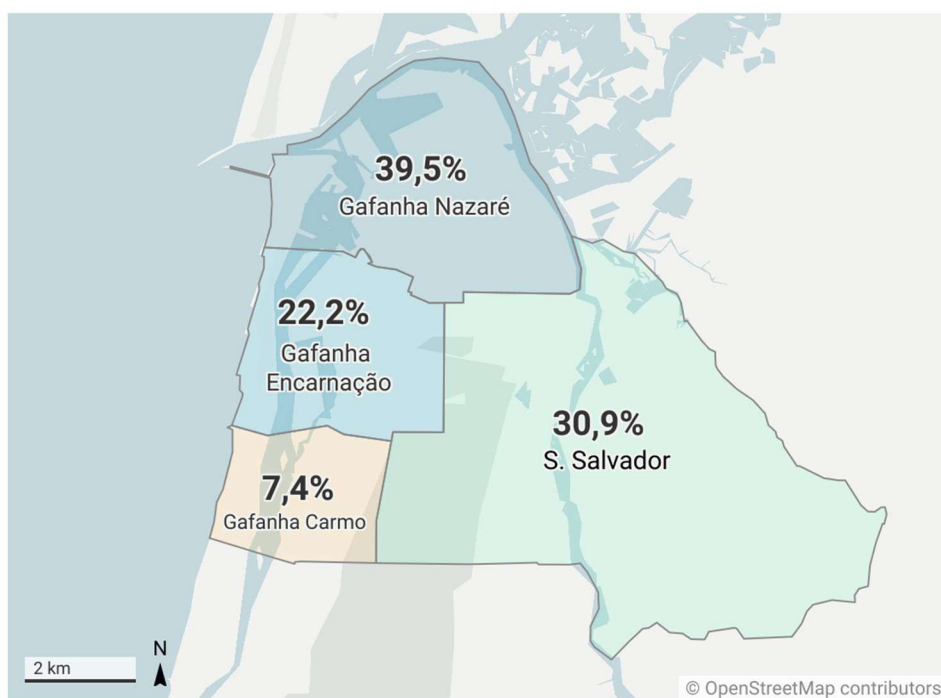 39,5%
Gafanha Nazaré
22,2%
Gafanha
Encarnação
30,9%
S. Salvador
7,4%
Gafanha Carmo
N
2 km
© OpenStreetMap contributors